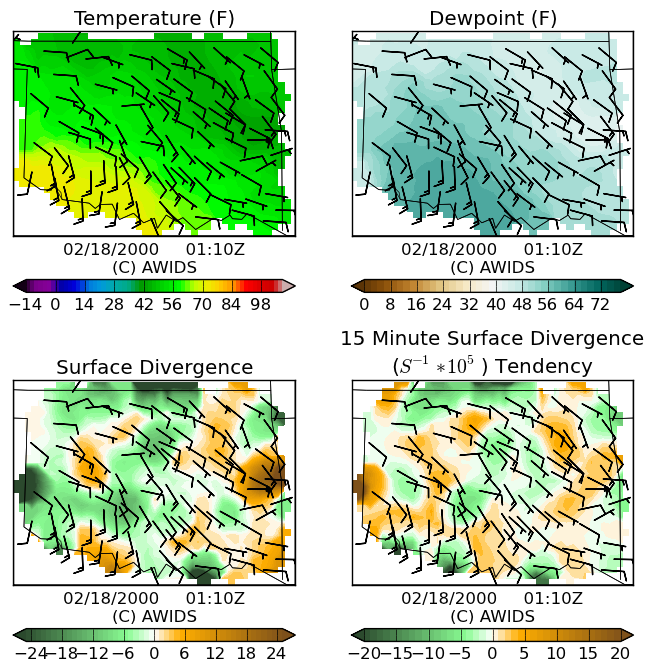 Temperature (F)
Dewpoint (F)
02/18/2000 01:10Z
(C) AWIDS
02/18/2000 01:10Z
(C) AWIDS
−14 0 14 28 42 56 70 84 98
0 8 16 24 32 40 48 56 64 72
Surface Divergence
15 Minute Surface Divergence
(S⁻¹ *10⁵ ) Tendency
02/18/2000 01:10Z
(C) AWIDS
02/18/2000 01:10Z
(C) AWIDS
−24 −18 −12 −6 0 6 12 18 24
−20 −15 −10 −5 0 5 10 15 20